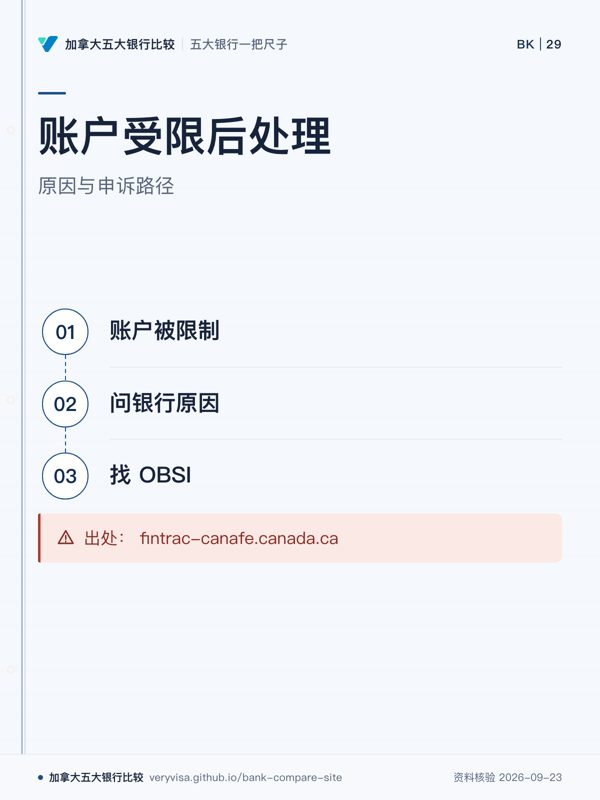 加拿大五大银行比较 五大银行一把尺子 BK | 29
账户受限后处理
原因与申诉路径
01 账户被限制
02 问银行原因
03 找 OBSI
出处： fintrac-canafe.canada.ca
加拿大五大银行比较 veryvisa.github.io/bank-compare-site 资料核验 2026-09-23